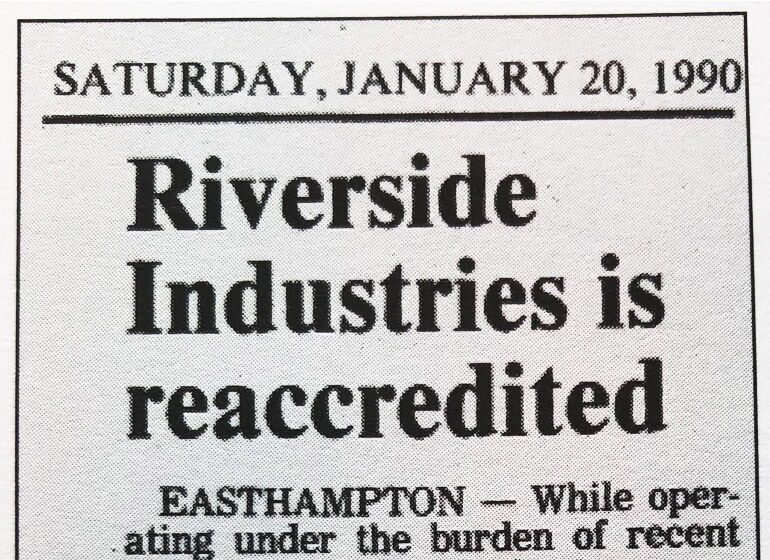 SATURDAY, JANUARY 20, 1990
Riverside
Industries is
reaccredited
EASTHAMPTON — While oper-
ating under the burden of recent